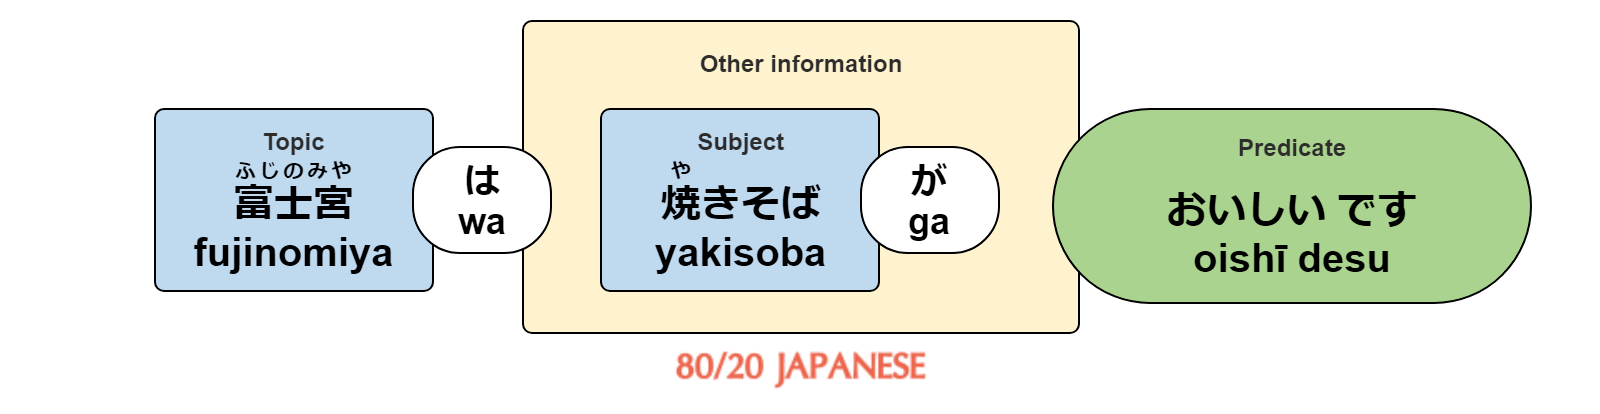 Other information
Topic
ふじのみや
富士宮
fujinomiya
は
wa
Subject
や
焼きそば
yakisoba
が
ga
Predicate
おいしい です
oishī desu
80/20 JAPANESE